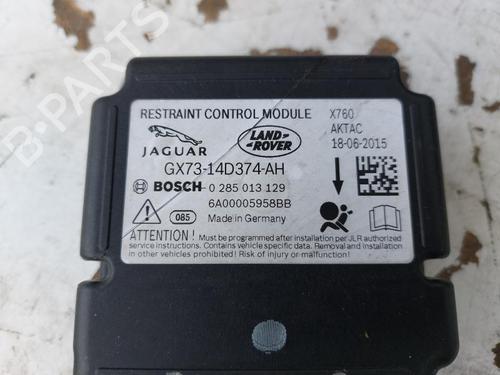 RESTRAINT CONTROL MODULE X760
AKTAC
18-06-2015
JAGUAR LAND ROVER
GX73-14D374-AH
BOSCH 0 285 013 129
6A00005958BB
085 Made in Germany
ATTENTION! Must be programmed after installation per JLR authorized
service instructions. Contains vehicle safety data. Removal and Installation
in other vehicles prohibited! Risk of injury or malfunction!
B-PARTS